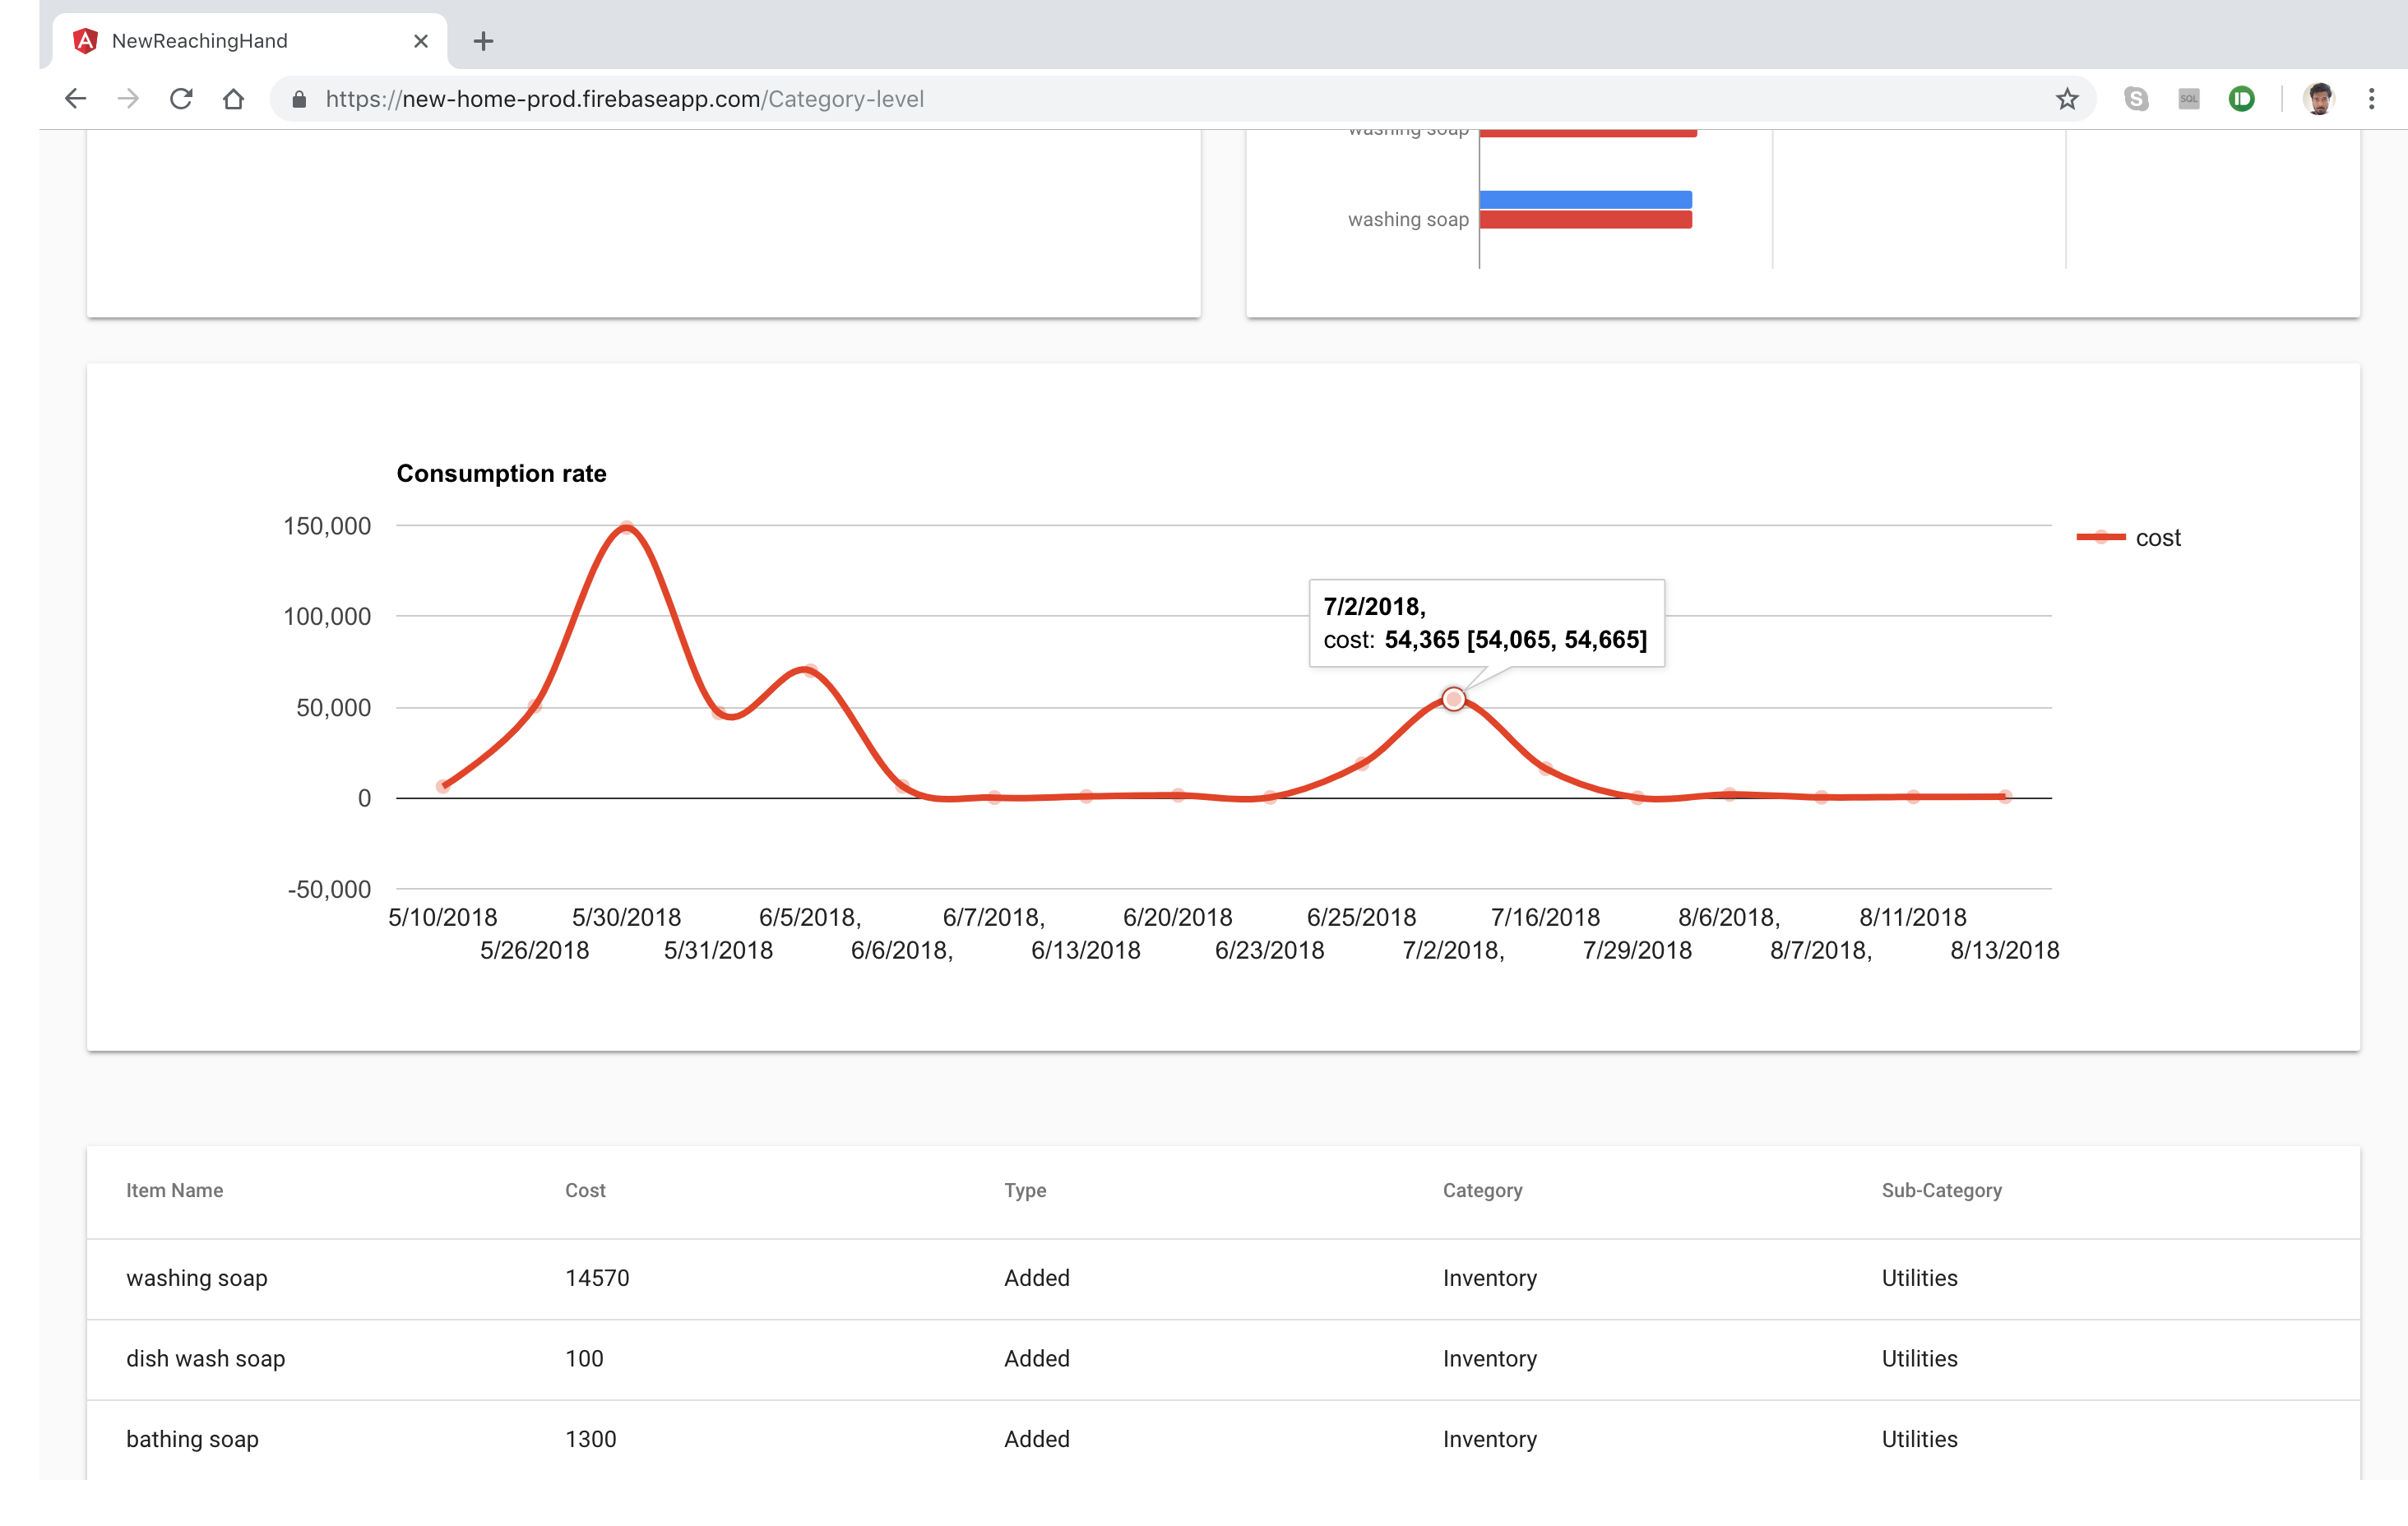 NewReachingHand
https://new-home-prod.firebaseapp.com/Category-level
SQL
washing soap
washing soap
Consumption rate
150,000
100,000
50,000
0
-50,000
cost
7/2/2018,
cost: 54,365 [54,065, 54,665]
5/10/2018 5/30/2018 6/5/2018, 6/7/2018, 6/20/2018 6/25/2018 7/16/2018 8/6/2018, 8/11/2018
5/26/2018 5/31/2018 6/6/2018, 6/13/2018 6/23/2018 7/2/2018, 7/29/2018 8/7/2018, 8/13/2018
Item Name Cost Type Category Sub-Category
washing soap 14570 Added Inventory Utilities
dish wash soap 100 Added Inventory Utilities
bathing soap 1300 Added Inventory Utilities